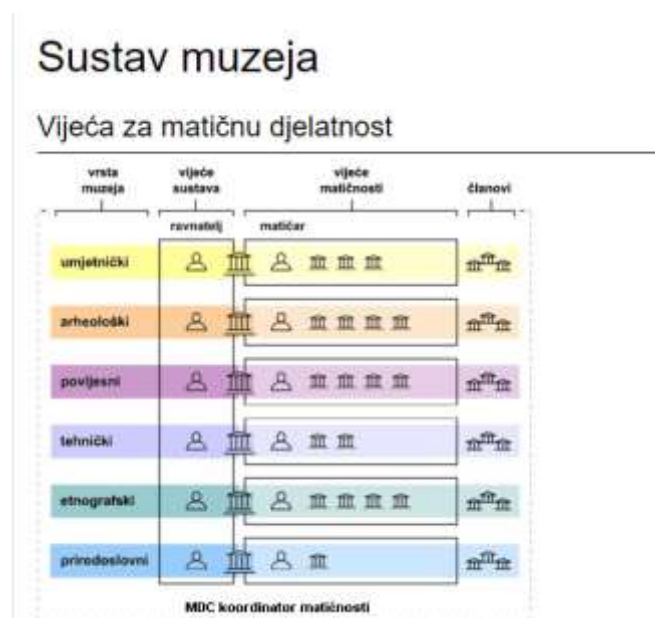 Sustav muzeja
Vijeća za matičnu djelatnost
vrsta muzeja
vijeće sustava
vijeće matičnosti
članovi
ravnatelj
matičar
umjetnički
arheološki
povijesni
tehnički
etnografski
prirodoslovni
MDC koordinator matičnosti